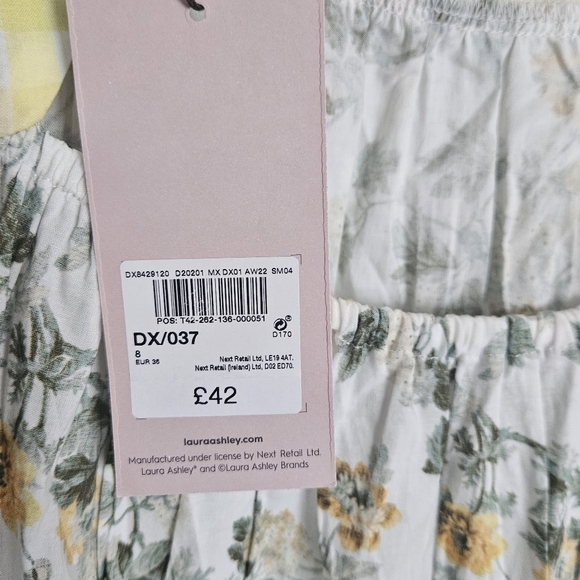 DX8429120 D20201 MX DX01 AW22 SM04
POS: T42-262-136-000051
DX/037
8
EUR 36
D170
Next Retail Ltd, LE19 4AT.
Next Retail (Ireland) Ltd, D02 ED70.
£42
lauraashley.com
Manufactured under license by Next Retail Ltd.
Laura Ashley® and ©Laura Ashley Brands